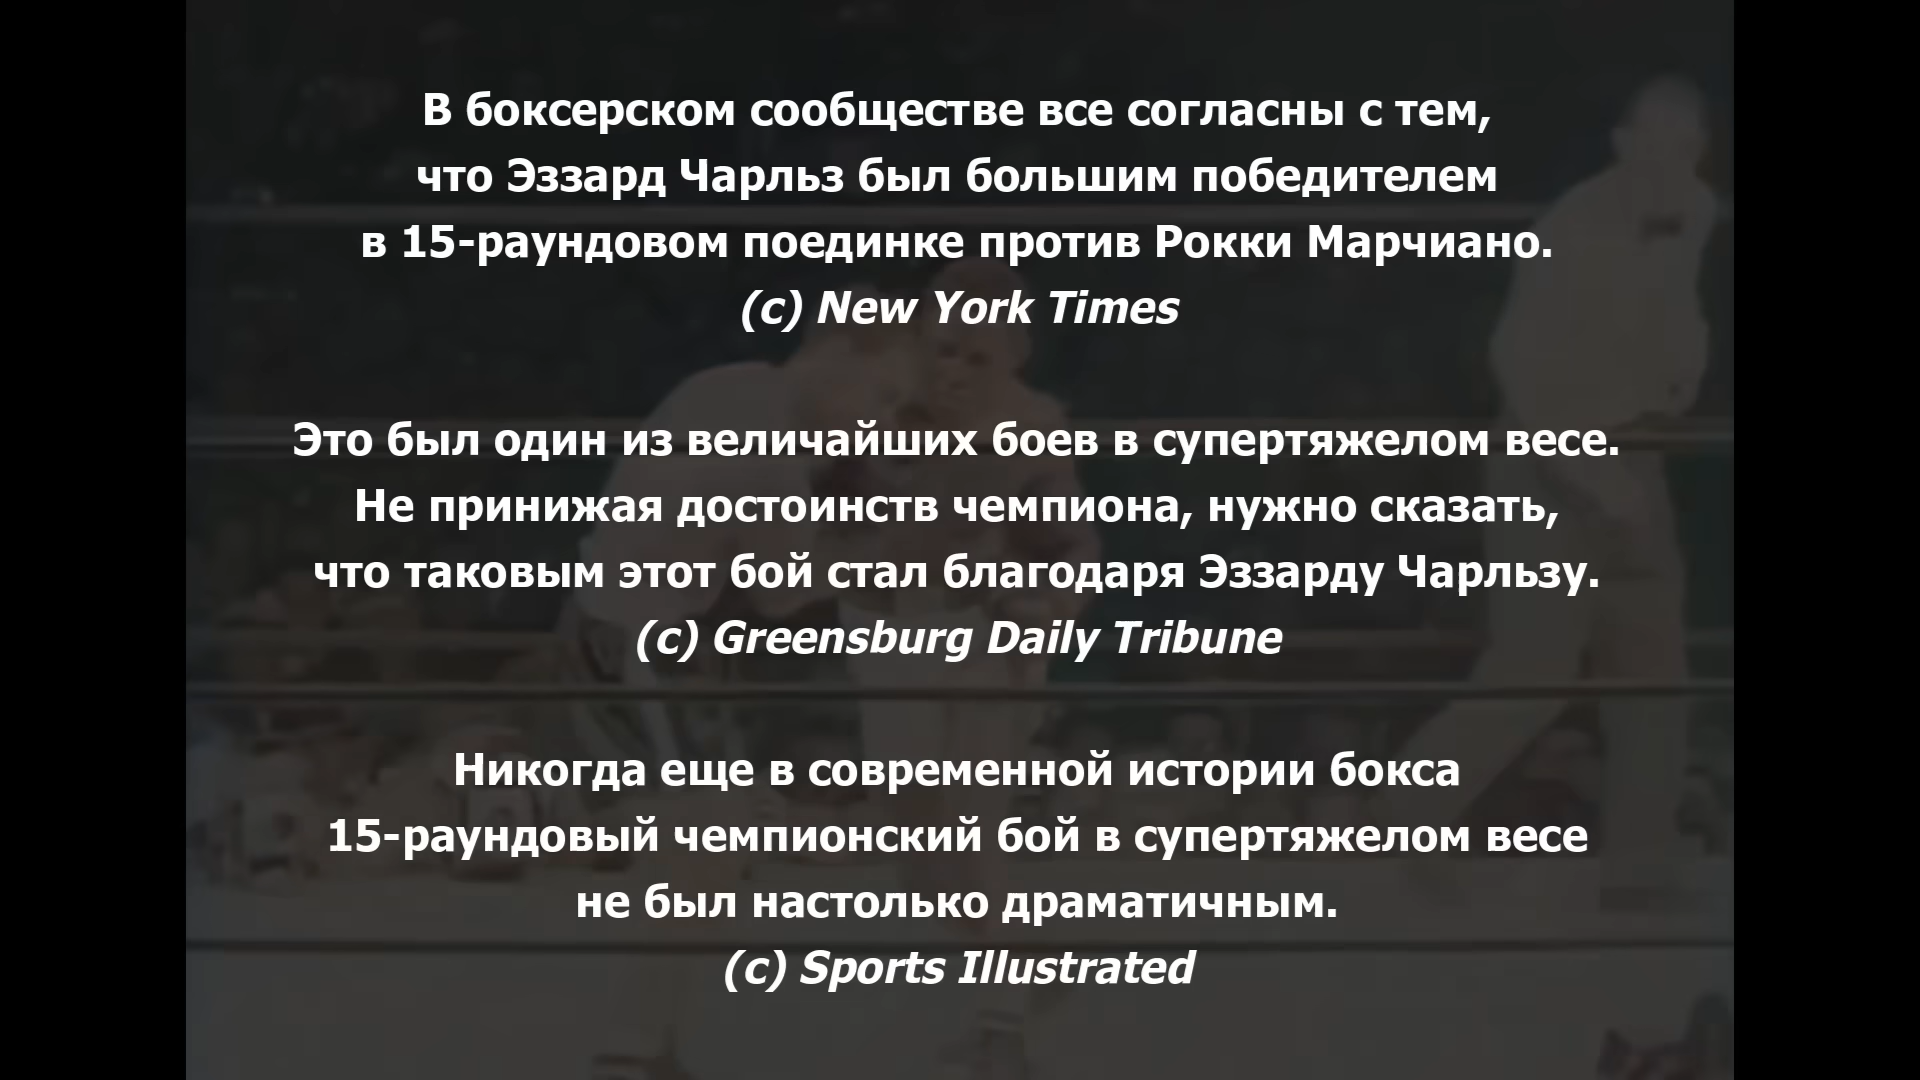 В боксерском сообществе все согласны с тем,
что Эззард Чарльз был большим победителем
в 15-раундовом поединке против Рокки Марчиано.
(с) New York Times
Это был один из величайших боев в супертяжелом весе.
Не принижая достоинств чемпиона, нужно сказать,
что таковым этот бой стал благодаря Эззарду Чарльзу.
(с) Greensburg Daily Tribune
Никогда еще в современной истории бокса
15-раундовый чемпионский бой в супертяжелом весе
не был настолько драматичным.
(с) Sports Illustrated